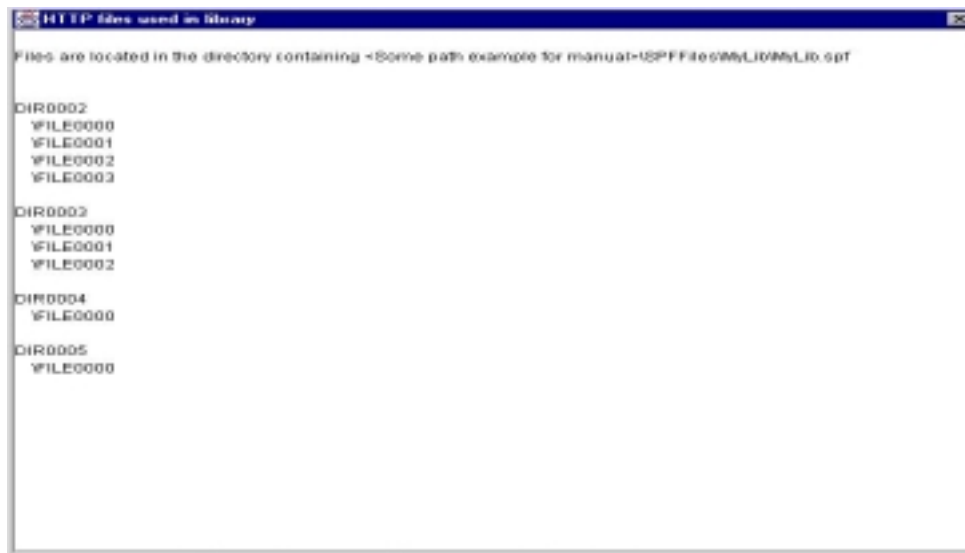 HTTP files used in library
Files are located in the directory containing <Some path example for manual>\SPFFiles\MyLib\MyLib.spf
DIR0002
\FILE0000
\FILE0001
\FILE0002
\FILE0003
DIR0003
\FILE0000
\FILE0001
\FILE0002
DIR0004
\FILE0000
DIR0005
\FILE0000